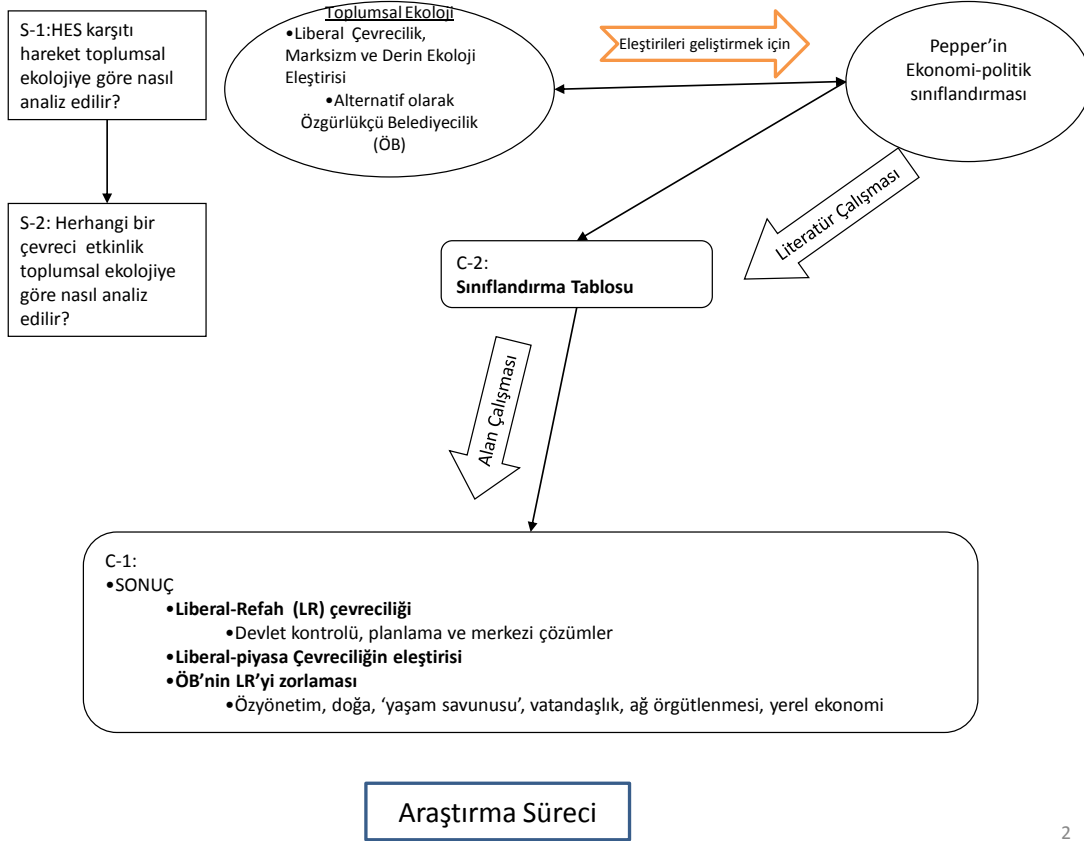 S-1:HES karşıtı
hareket toplumsal
ekolojiye göre nasıl
analiz edilir?
S-2: Herhangi bir
çevreci etkinlik
toplumsal ekolojiye
göre nasıl analiz
edilir?
Toplumsal Ekoloji
•Liberal Çevrecilik,
Marksizm ve Derin Ekoloji
Eleştirisi
•Alternatif olarak
Özgürlükçü Belediyecilik
(ÖB)
Eleştirileri geliştirmek için
Pepper’in
Ekonomi-politik
sınıflandırması
Literatür Çalışması
C-2:
Sınıflandırma Tablosu
Alan Çalışması
C-1:
•SONUÇ
•Liberal-Refah (LR) çevreciliği
•Devlet kontrolü, planlama ve merkezi çözümler
•Liberal-piyasa Çevreciliğin eleştirisi
•ÖB’nin LR’yi zorlaması
•Özyönetim, doğa, ‘yaşam savunusu’, vatandaşlık, ağ örgütlenmesi, yerel ekonomi
Araştırma Süreci
2